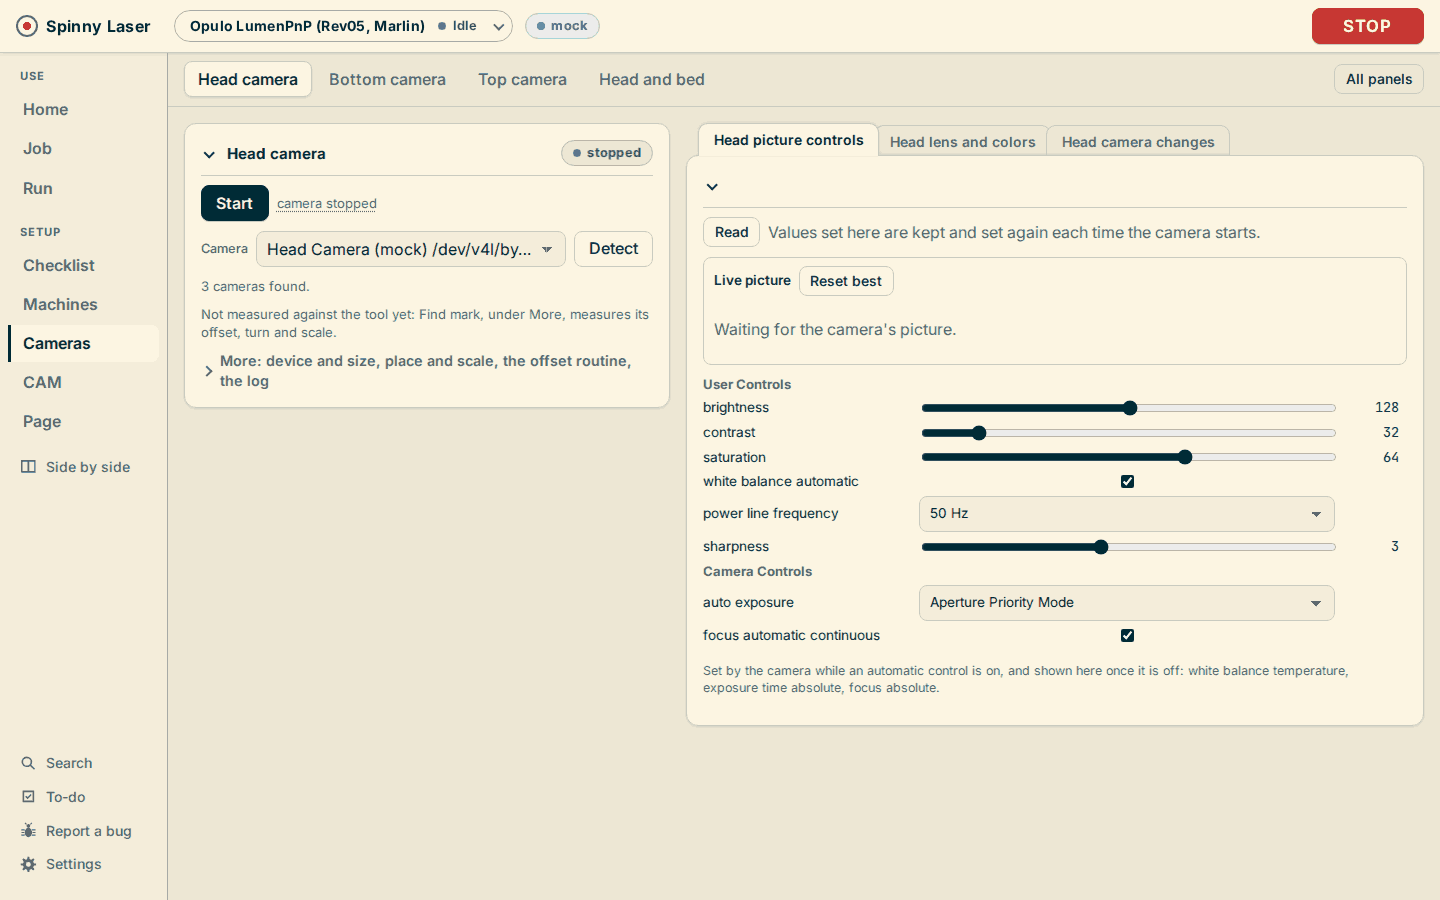 Spinny Laser
Opulo LumenPnP (Rev05, Marlin) Idle
mock
STOP
USE
Home
Job
Run
SETUP
Checklist
Machines
Cameras
CAM
Page
Side by side
Search
To-do
Report a bug
Settings
Head camera
Bottom camera
Top camera
Head and bed
All panels
Head camera
stopped
Start
camera stopped
Camera
Head Camera (mock) /dev/v4l/by...
Detect
3 cameras found.
Not measured against the tool yet: Find mark, under More, measures its
offset, turn and scale.
More: device and size, place and scale, the offset routine,
the log
Head picture controls
Head lens and colors
Head camera changes
Read
Values set here are kept and set again each time the camera starts.
Live picture
Reset best
Waiting for the camera's picture.
User Controls
brightness 128
contrast 32
saturation 64
white balance automatic
power line frequency 50 Hz
sharpness 3
Camera Controls
auto exposure Aperture Priority Mode
focus automatic continuous
Set by the camera while an automatic control is on, and shown here once it is off: white balance temperature,
exposure time absolute, focus absolute.